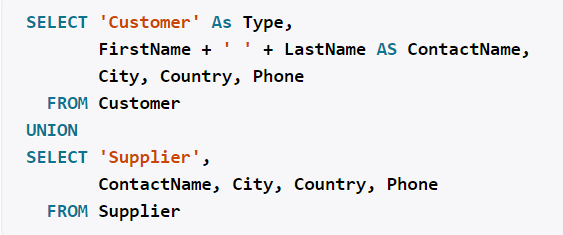 SELECT 'Customer' As Type,
FirstName + ' ' + LastName AS ContactName,
City, Country, Phone
FROM Customer
UNION
SELECT 'Supplier',
ContactName, City, Country, Phone
FROM Supplier